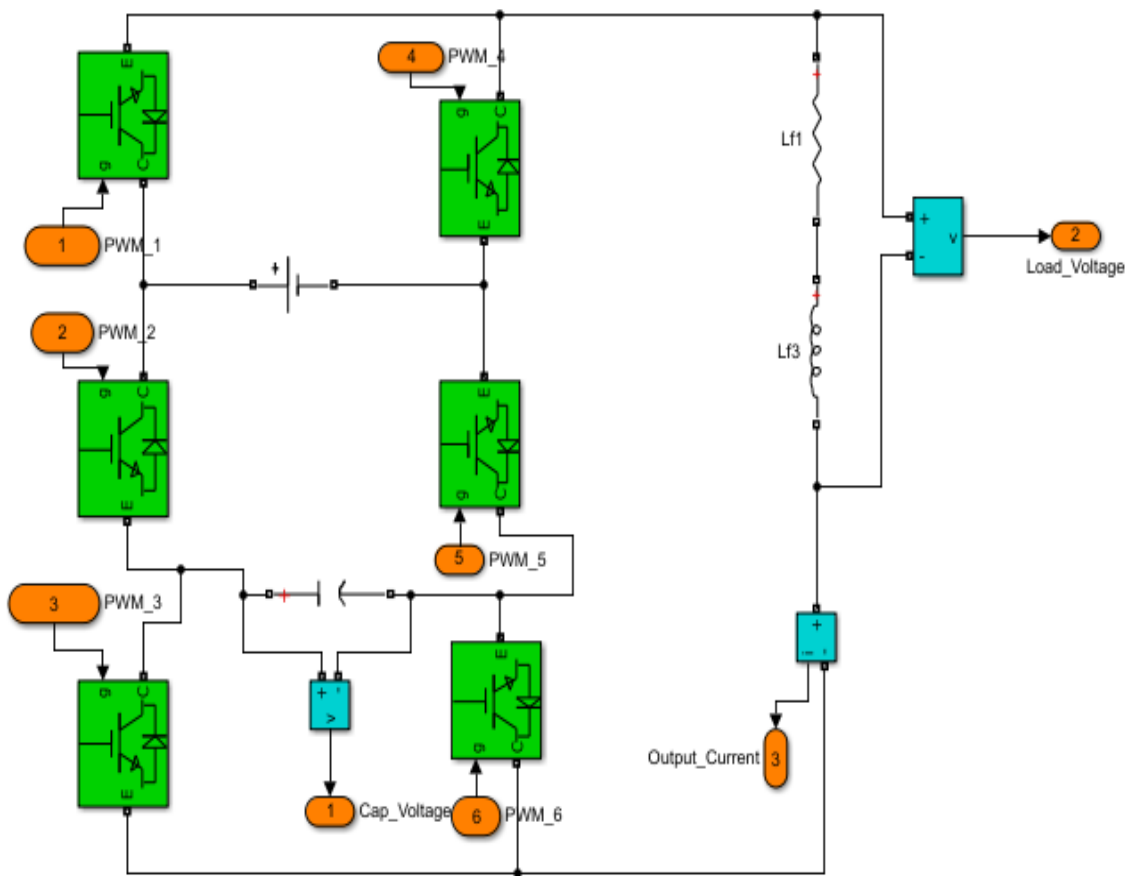 E
g
C
1
PWM_1
4
PWM_4
g
C
E
+
2
PWM_2
g
C
E
E
g
C
5
PWM_5
3
PWM_3
g
C
E
+
+
-
v
1
Cap_Voltage
E
g
C
6
PWM_6
+
Lf1
+
Lf3
+
-
v
2
Load_Voltage
+
i
-
Output_Current
3